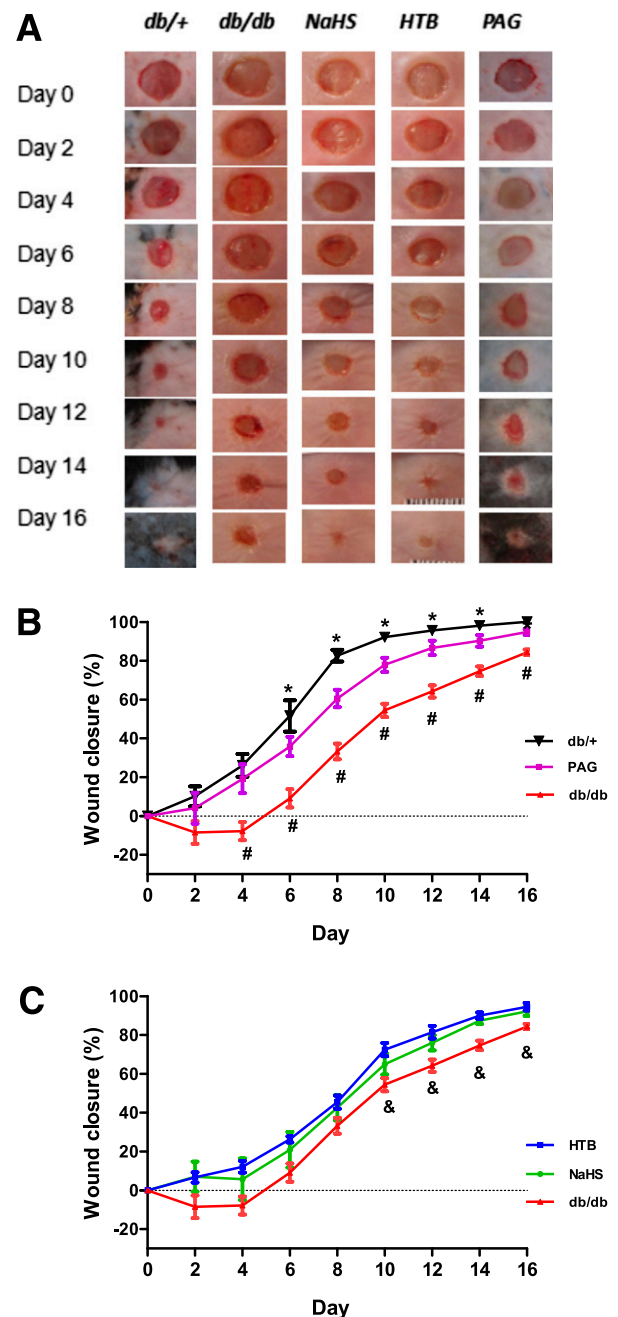 A
db/+ db/db NaHS HTB PAG
Day 0
Day 2
Day 4
Day 6
Day 8
Day 10
Day 12
Day 14
Day 16
B
Wound closure (%)
100
80
60
40
20
0
-20
* * * * *
# # # # # # #
db/+
PAG
db/db
0 2 4 6 8 10 12 14 16
Day
C
Wound closure (%)
100
80
60
40
20
0
-20
& & & &
HTB
NaHS
db/db
0 2 4 6 8 10 12 14 16
Day